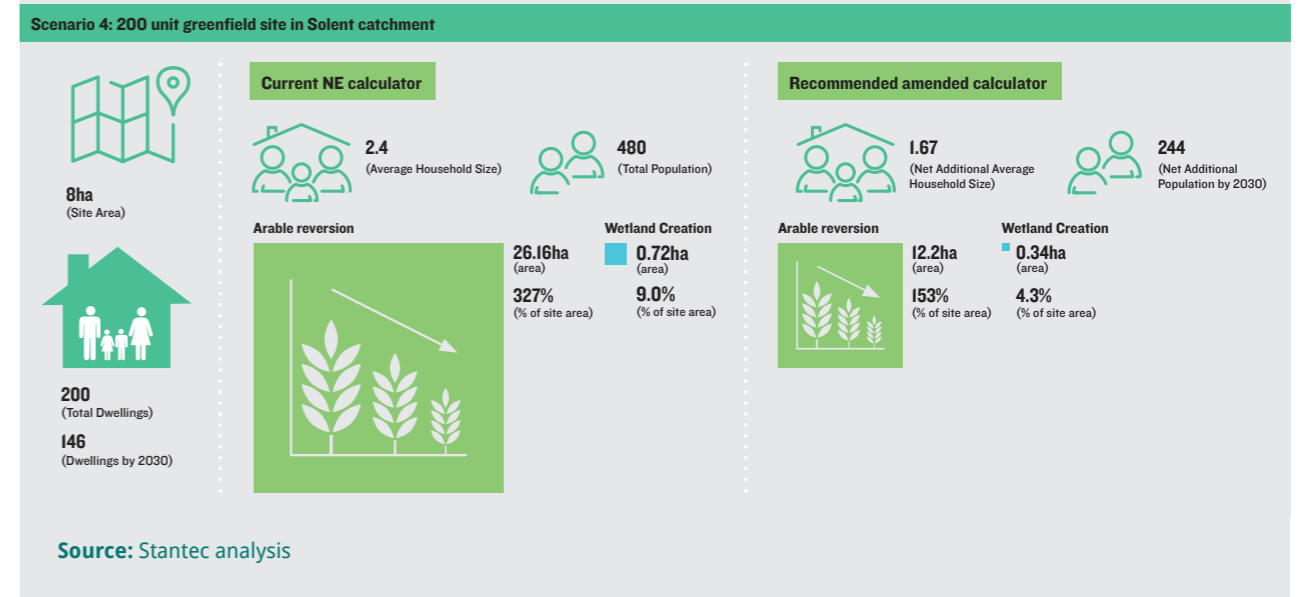 Scenario 4: 200 unit greenfield site in Solent catchment
8ha
(Site Area)
200
(Total Dwellings)
146
(Dwellings by 2030)
Current NE calculator
2.4
(Average Household Size)
480
(Total Population)
Arable reversion
26.16ha
(area)
327%
(% of site area)
Wetland Creation
0.72ha
(area)
9.0%
(% of site area)
Recommended amended calculator
1.67
(Net Additional Average
Household Size)
244
(Net Additional
Population by 2030)
Arable reversion
12.2ha
(area)
153%
(% of site area)
Wetland Creation
0.34ha
(area)
4.3%
(% of site area)
Source: Stantec analysis